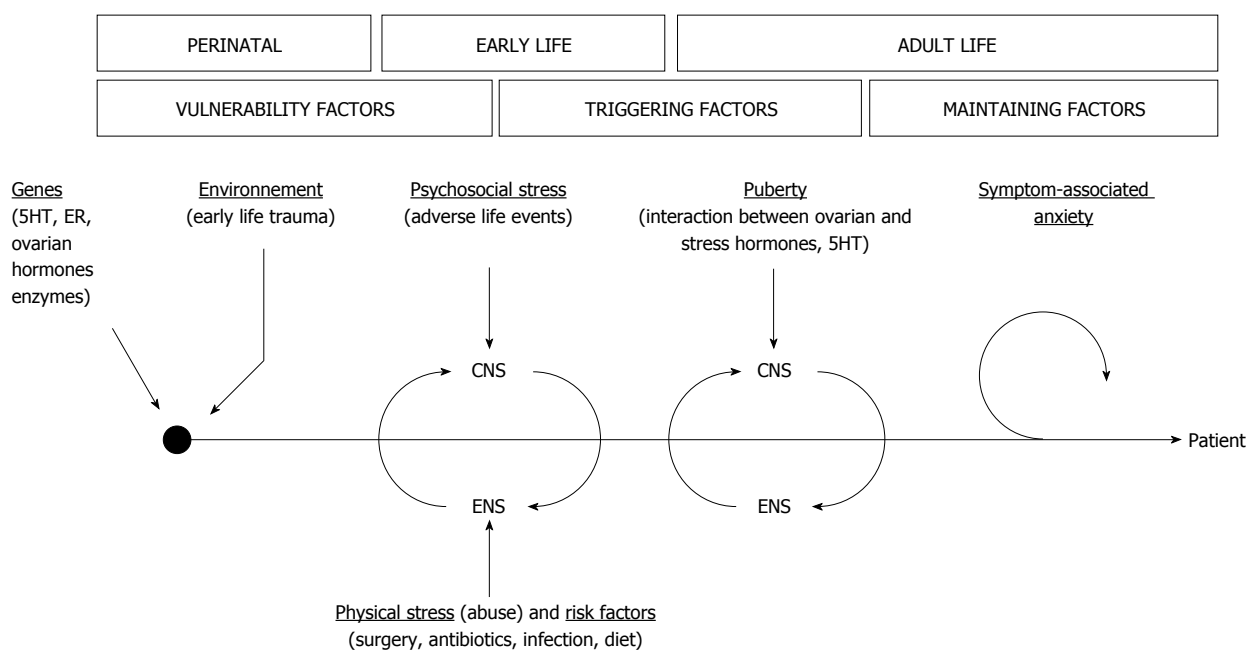 PERINATAL
EARLY LIFE
ADULT LIFE
VULNERABILITY FACTORS
TRIGGERING FACTORS
MAINTAINING FACTORS
Genes
(5HT, ER,
ovarian
hormones
enzymes)
Environnement
(early life trauma)
Psychosocial stress
(adverse life events)
Puberty
(interaction between ovarian and
stress hormones, 5HT)
Symptom-associated
anxiety
CNS
CNS
Patient
ENS
ENS
Physical stress (abuse) and risk factors
(surgery, antibiotics, infection, diet)